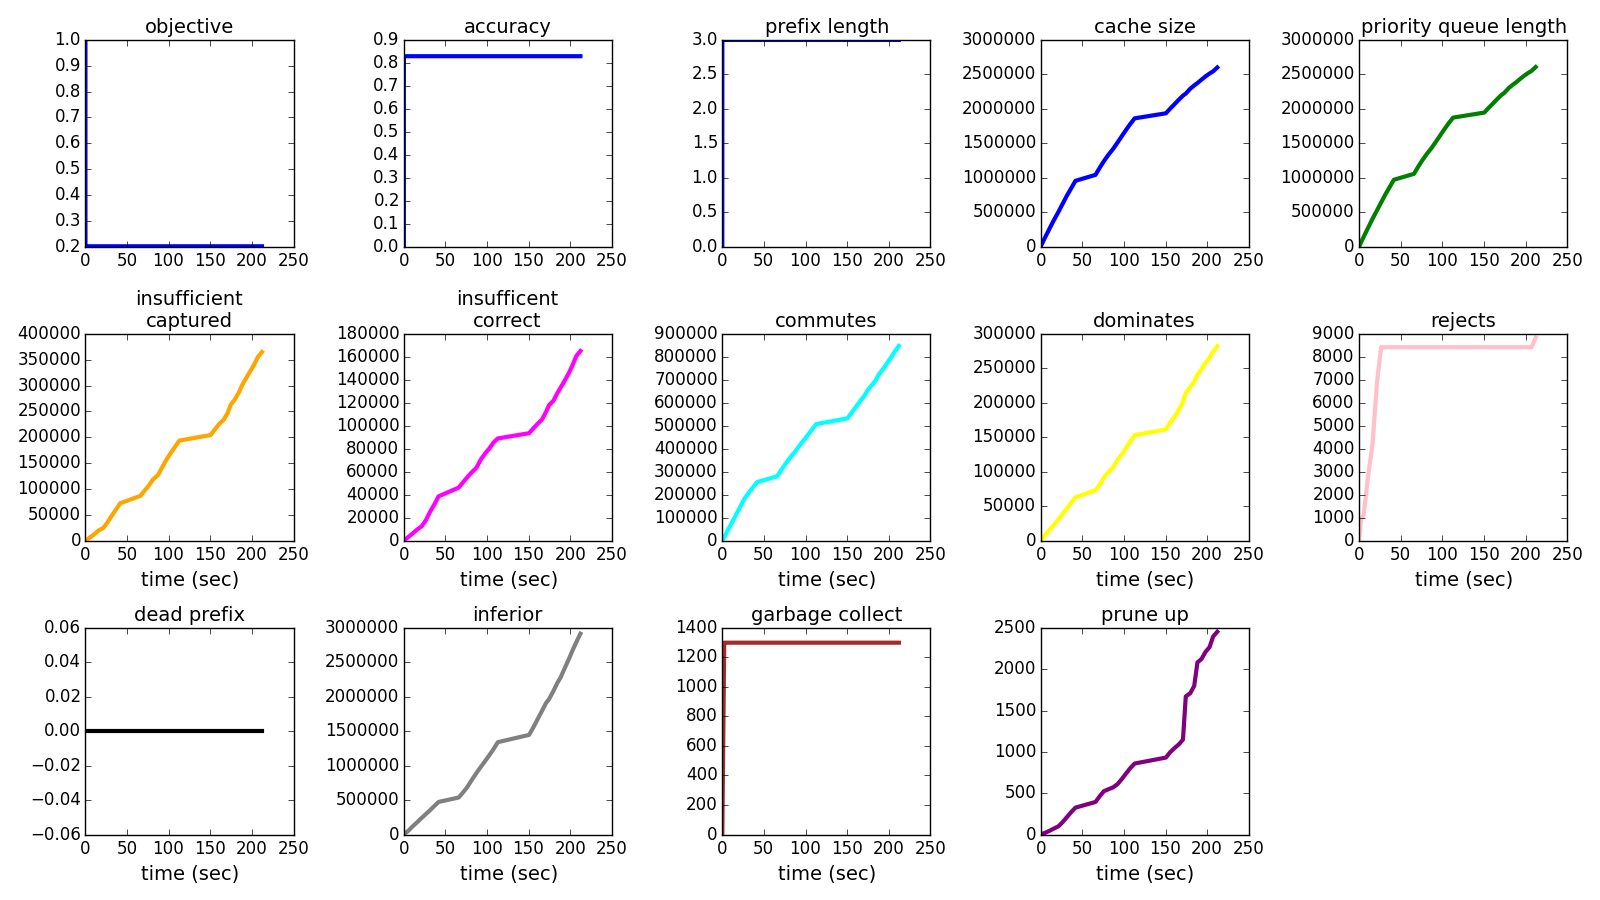 objective
1.0
0.9
0.8
0.7
0.6
0.5
0.4
0.3
0.2
0 50 100 150 200 250
accuracy
0.9
0.8
0.7
0.6
0.5
0.4
0.3
0.2
0.1
0.0
0 50 100 150 200 250
prefix length
3.0
2.5
2.0
1.5
1.0
0.5
0.0
0 50 100 150 200 250
cache size
3000000
2500000
2000000
1500000
1000000
500000
0
0 50 100 150 200 250
priority queue length
3000000
2500000
2000000
1500000
1000000
500000
0
0 50 100 150 200 250
insufficient
captured
400000
350000
300000
250000
200000
150000
100000
50000
0
0 50 100 150 200 250
time (sec)
insufficent
correct
180000
160000
140000
120000
100000
80000
60000
40000
20000
0
0 50 100 150 200 250
time (sec)
commutes
900000
800000
700000
600000
500000
400000
300000
200000
100000
0
0 50 100 150 200 250
time (sec)
dominates
300000
250000
200000
150000
100000
50000
0
0 50 100 150 200 250
time (sec)
rejects
9000
8000
7000
6000
5000
4000
3000
2000
1000
0
0 50 100 150 200 250
time (sec)
dead prefix
0.06
0.04
0.02
0.00
−0.02
−0.04
−0.06
0 50 100 150 200 250
time (sec)
inferior
3000000
2500000
2000000
1500000
1000000
500000
0
0 50 100 150 200 250
time (sec)
garbage collect
1400
1200
1000
800
600
400
200
0
0 50 100 150 200 250
time (sec)
prune up
2500
2000
1500
1000
500
0
0 50 100 150 200 250
time (sec)